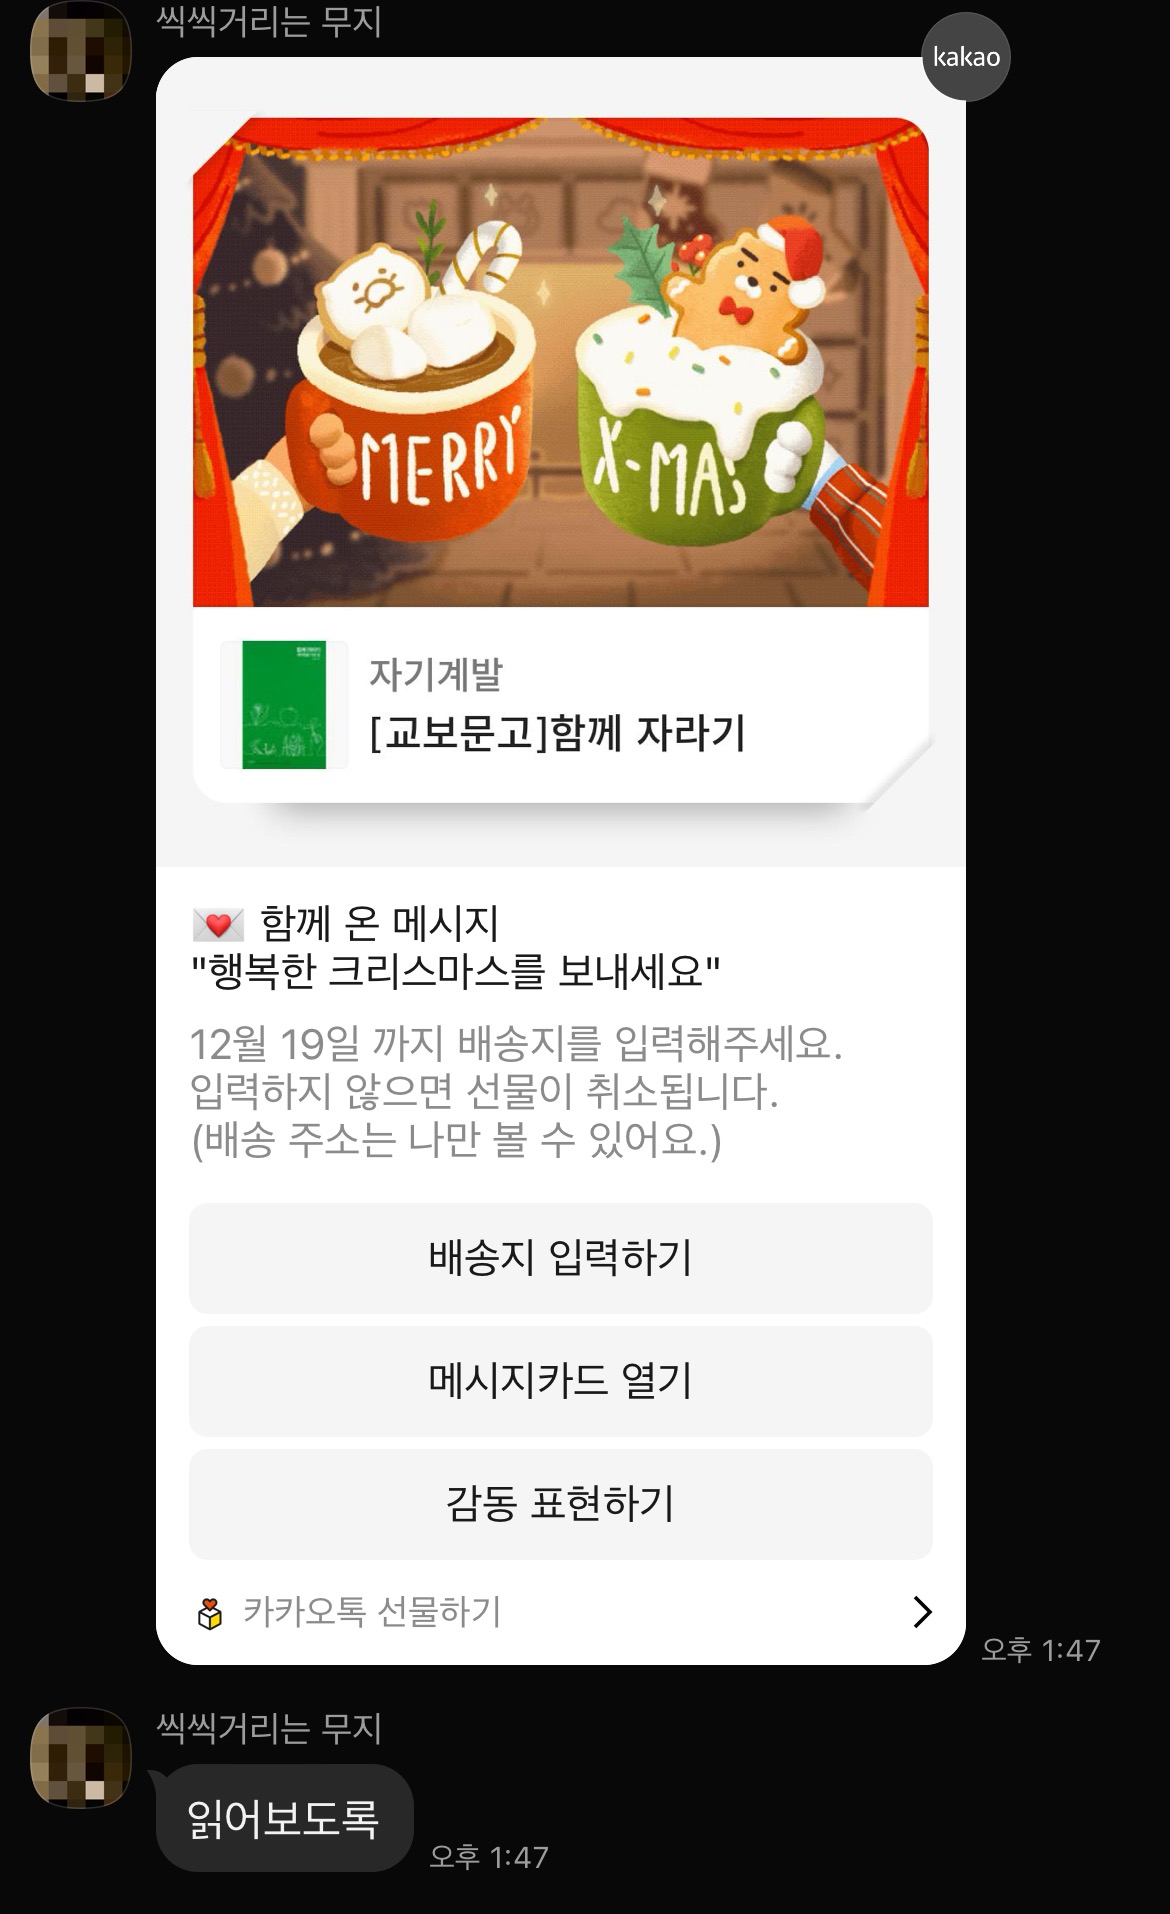 씩씩거리는 무지
kakao
MERRY
X-MAS
자기계발
[교보문고]함께 자라기
함께 온 메시지
"행복한 크리스마스를 보내세요"
12월 19일 까지 배송지를 입력해주세요.
입력하지 않으면 선물이 취소됩니다.
(배송 주소는 나만 볼 수 있어요.)
배송지 입력하기
메시지카드 열기
감동 표현하기
카카오톡 선물하기
오후 1:47
씩씩거리는 무지
읽어보도록
오후 1:47